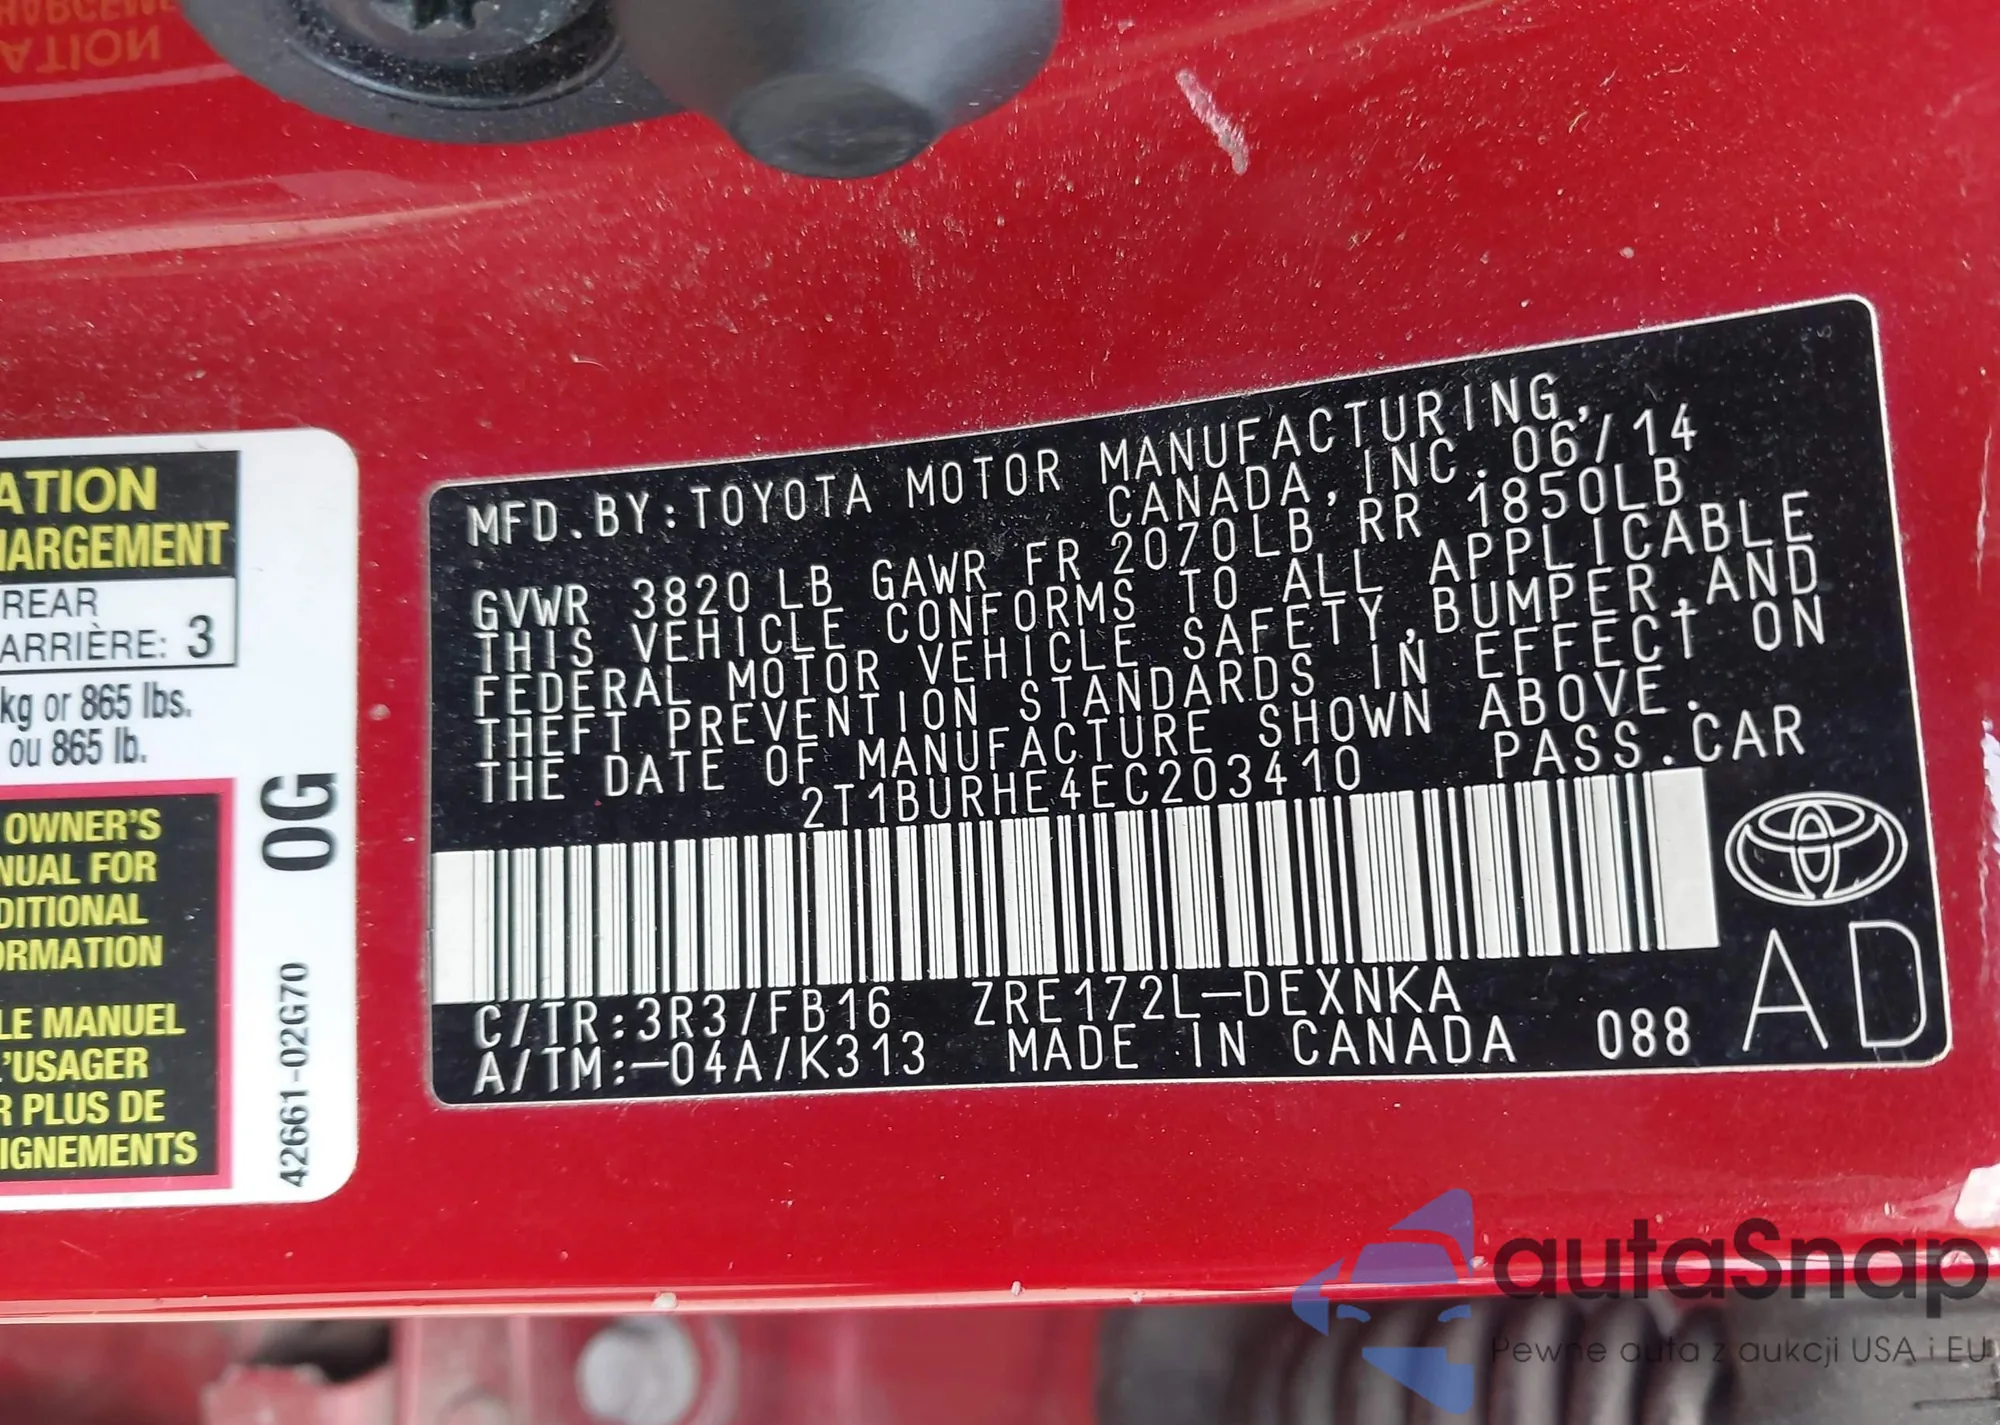 HARGEMENT
ATION
ATION
HARGEMENT
REAR
ARRIÈRE: 3
kg or 865 lbs.
ou 865 lb.
OWNER'S
NUAL FOR
DITIONAL
ORMATION
LE MANUEL
L'USAGER
R PLUS DE
IGNEMENTS
0G
42661-02G70
MFD.BY:TOYOTA MOTOR MANUFACTURING,
CANADA,INC. 06/14
GVWR 3820 LB GAWR FR 2070LB RR 1850LB
THIS VEHICLE CONFORMS TO ALL APPLICABLE
FEDERAL MOTOR VEHICLE SAFETY,BUMPER,AND
THEFT PREVENTION STANDARDS IN EFFECT ON
THE DATE OF MANUFACTURE SHOWN ABOVE.
2T1BURHE4EC203410 PASS.CAR
C/TR:3R3/FB16 ZRE172L-DEXNKA
A/TM:-04A/K313 MADE IN CANADA 088
AD
autaSnap
Pewne auta z aukcji USA i EU